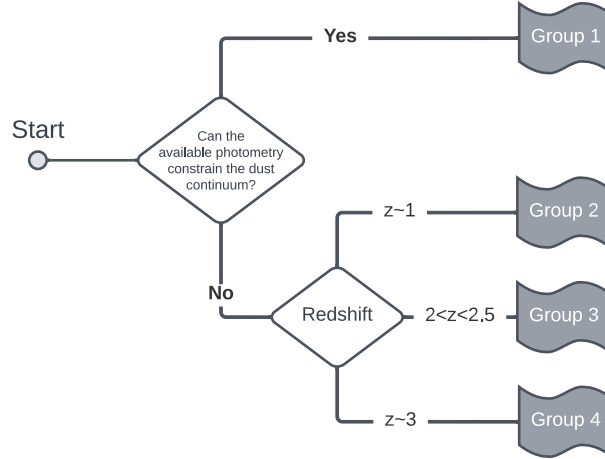 Yes
Group 1
Start
Can the
available photometry
constrain the dust
continuum?
z~1
Group 2
No
Redshift
2<z<2.5
Group 3
z~3
Group 4